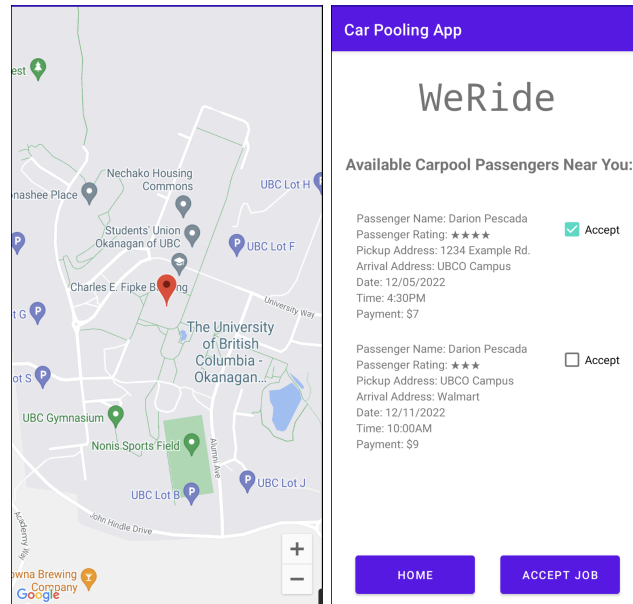 est
Nechako Housing
Commons
onashee Place
UBC Lot H
P
Students' Union
Okanagan of UBC
P
P
UBC Lot F
Charles E. Fipke B
ng
University Way
t G
P
The University
of British
Columbia -
Okanagan...
ot S
P
UBC Gymnasium
Nonis Sports Field
Alumni Ave
P
UBC Lot J
UBC Lot B
P
John Hindle Drive
Academy Way
+
−
owna Brewing
Company
Google
Car Pooling App
WeRide
Available Carpool Passengers Near You:
Passenger Name: Darion Pescada
Passenger Rating: ★★★★
Pickup Address: 1234 Example Rd.
Arrival Address: UBCO Campus
Date: 12/05/2022
Time: 4:30PM
Payment: $7
Accept
Passenger Name: Darion Pescada
Passenger Rating: ★★★
Pickup Address: UBCO Campus
Arrival Address: Walmart
Date: 12/11/2022
Time: 10:00AM
Payment: $9
Accept
HOME
ACCEPT JOB